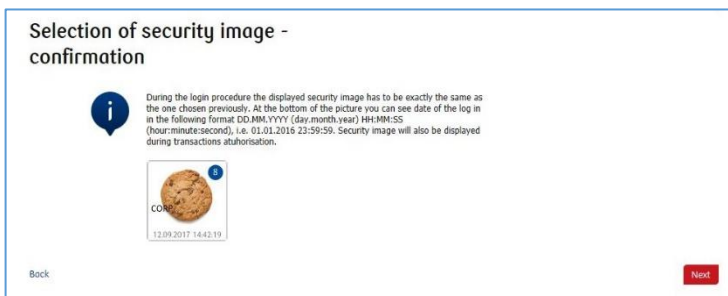 Selection of security image -
confirmation
During the login procedure the displayed security image has to be exactly the same as
the one chosen previously. At the bottom of the picture you can see date of the log in
in the following format DD.MM.YYYY (day.month.year) HH:MM:SS
(hour:minute:second), i.e. 01.01.2016 23:59:59. Security image will also be displayed
during transactions atuhorisation.
8
CORP
12.09.2017 14:42:19
Back
Next